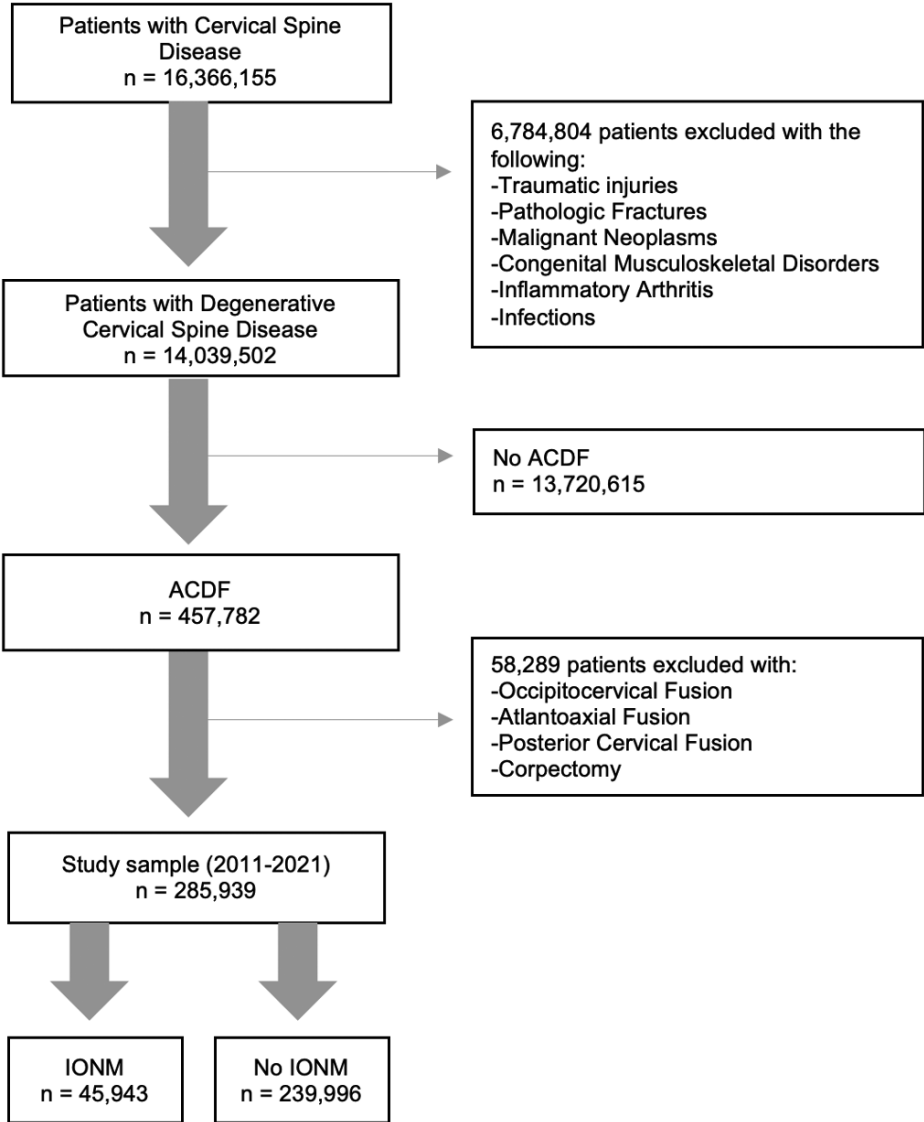 Patients with Cervical Spine
Disease
n = 16,366,155
6,784,804 patients excluded with the
following:
-Traumatic injuries
-Pathologic Fractures
-Malignant Neoplasms
-Congenital Musculoskeletal Disorders
-Inflammatory Arthritis
-Infections
Patients with Degenerative
Cervical Spine Disease
n = 14,039,502
No ACDF
n = 13,720,615
ACDF
n = 457,782
58,289 patients excluded with:
-Occipitocervical Fusion
-Atlantoaxial Fusion
-Posterior Cervical Fusion
-Corpectomy
Study sample (2011-2021)
n = 285,939
IONM
n = 45,943
No IONM
n = 239,996